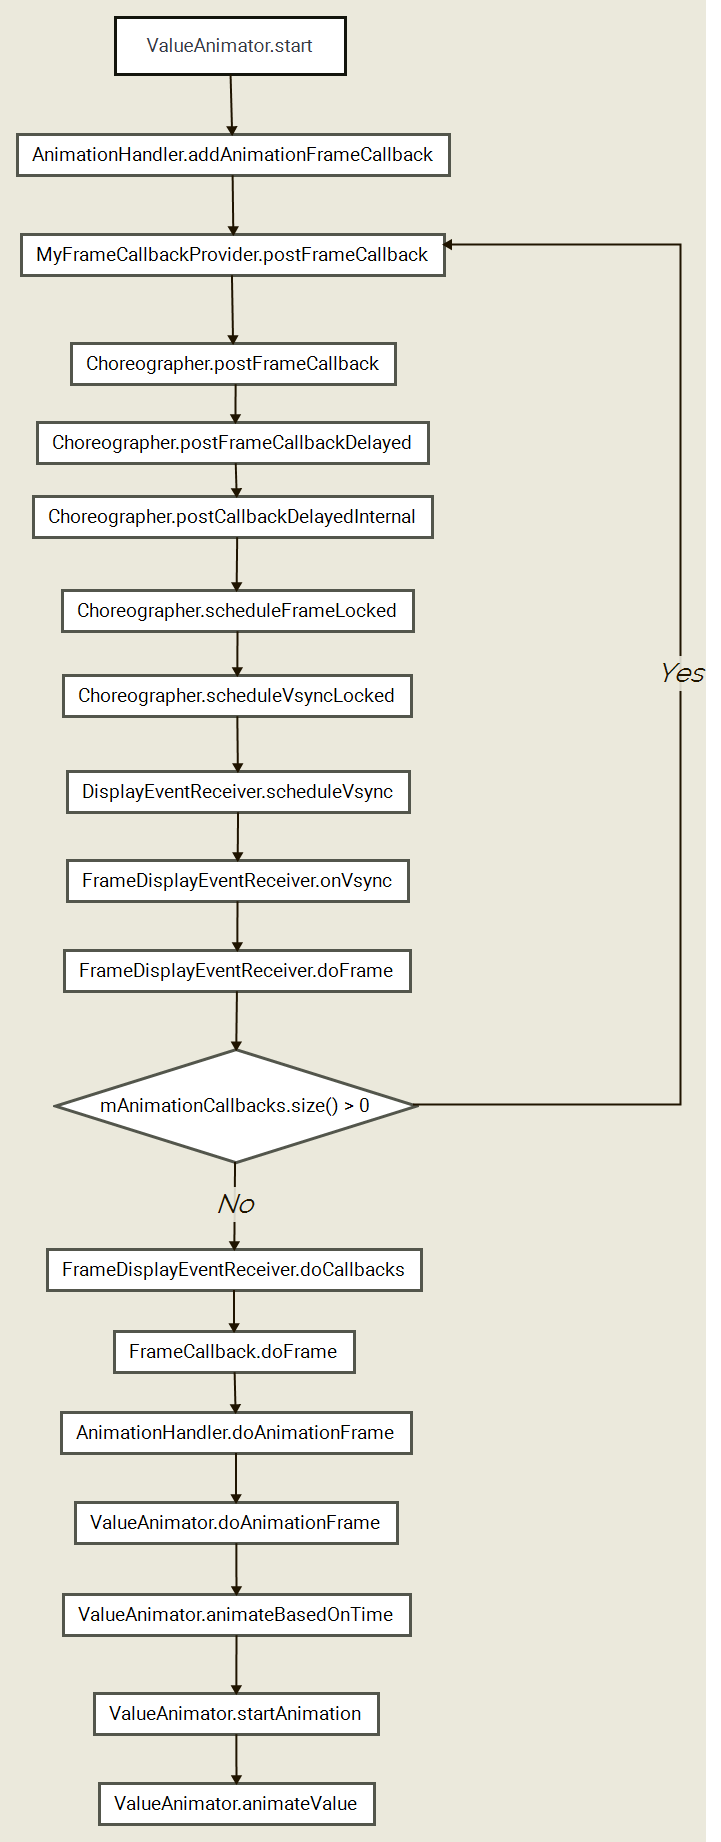 ValueAnimator.start
AnimationHandler.addAnimationFrameCallback
MyFrameCallbackProvider.postFrameCallback
Choreographer.postFrameCallback
Choreographer.postFrameCallbackDelayed
Choreographer.postCallbackDelayedInternal
Choreographer.scheduleFrameLocked
Yes
Choreographer.scheduleVsyncLocked
DisplayEventReceiver.scheduleVsync
FrameDisplayEventReceiver.onVsync
FrameDisplayEventReceiver.doFrame
mAnimationCallbacks.size() > 0
No
FrameDisplayEventReceiver.doCallbacks
FrameCallback.doFrame
AnimationHandler.doAnimationFrame
ValueAnimator.doAnimationFrame
ValueAnimator.animateBasedOnTime
ValueAnimator.startAnimation
ValueAnimator.animateValue